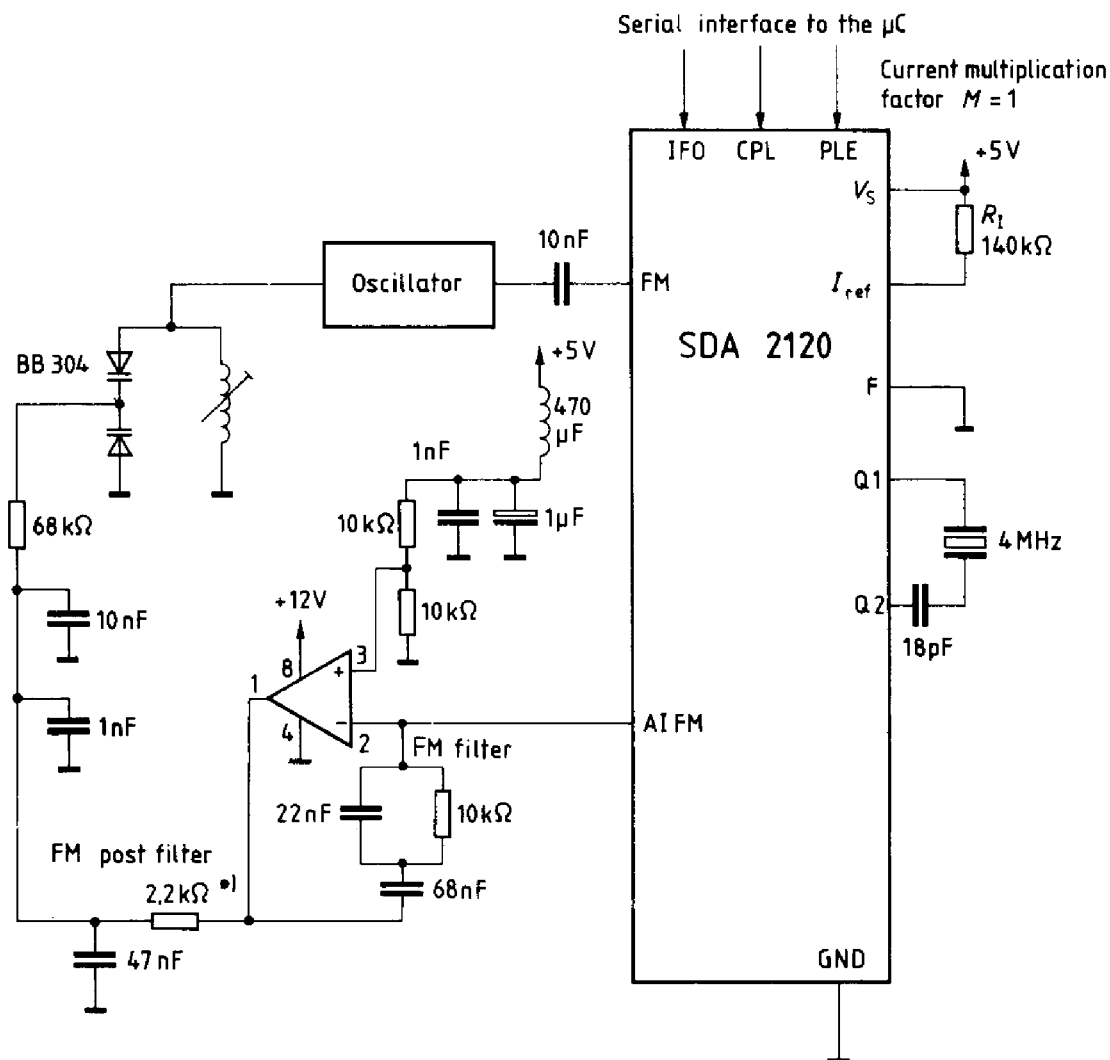 Serial interface to the µC
Current multiplication
factor M = 1
IFO CPL PLE
+5V
VS
RI
140kΩ
10nF
Oscillator
FM
Iref
SDA 2120
BB 304
+5V
F
470
µF
1nF
Q1
68kΩ
10kΩ
1µF
4MHz
10nF
+12V
10kΩ
Q2
18pF
8
3
+
1
1nF
4
−
2
AI FM
FM filter
22nF
10kΩ
FM post filter
2,2kΩ •)
68nF
47nF
GND